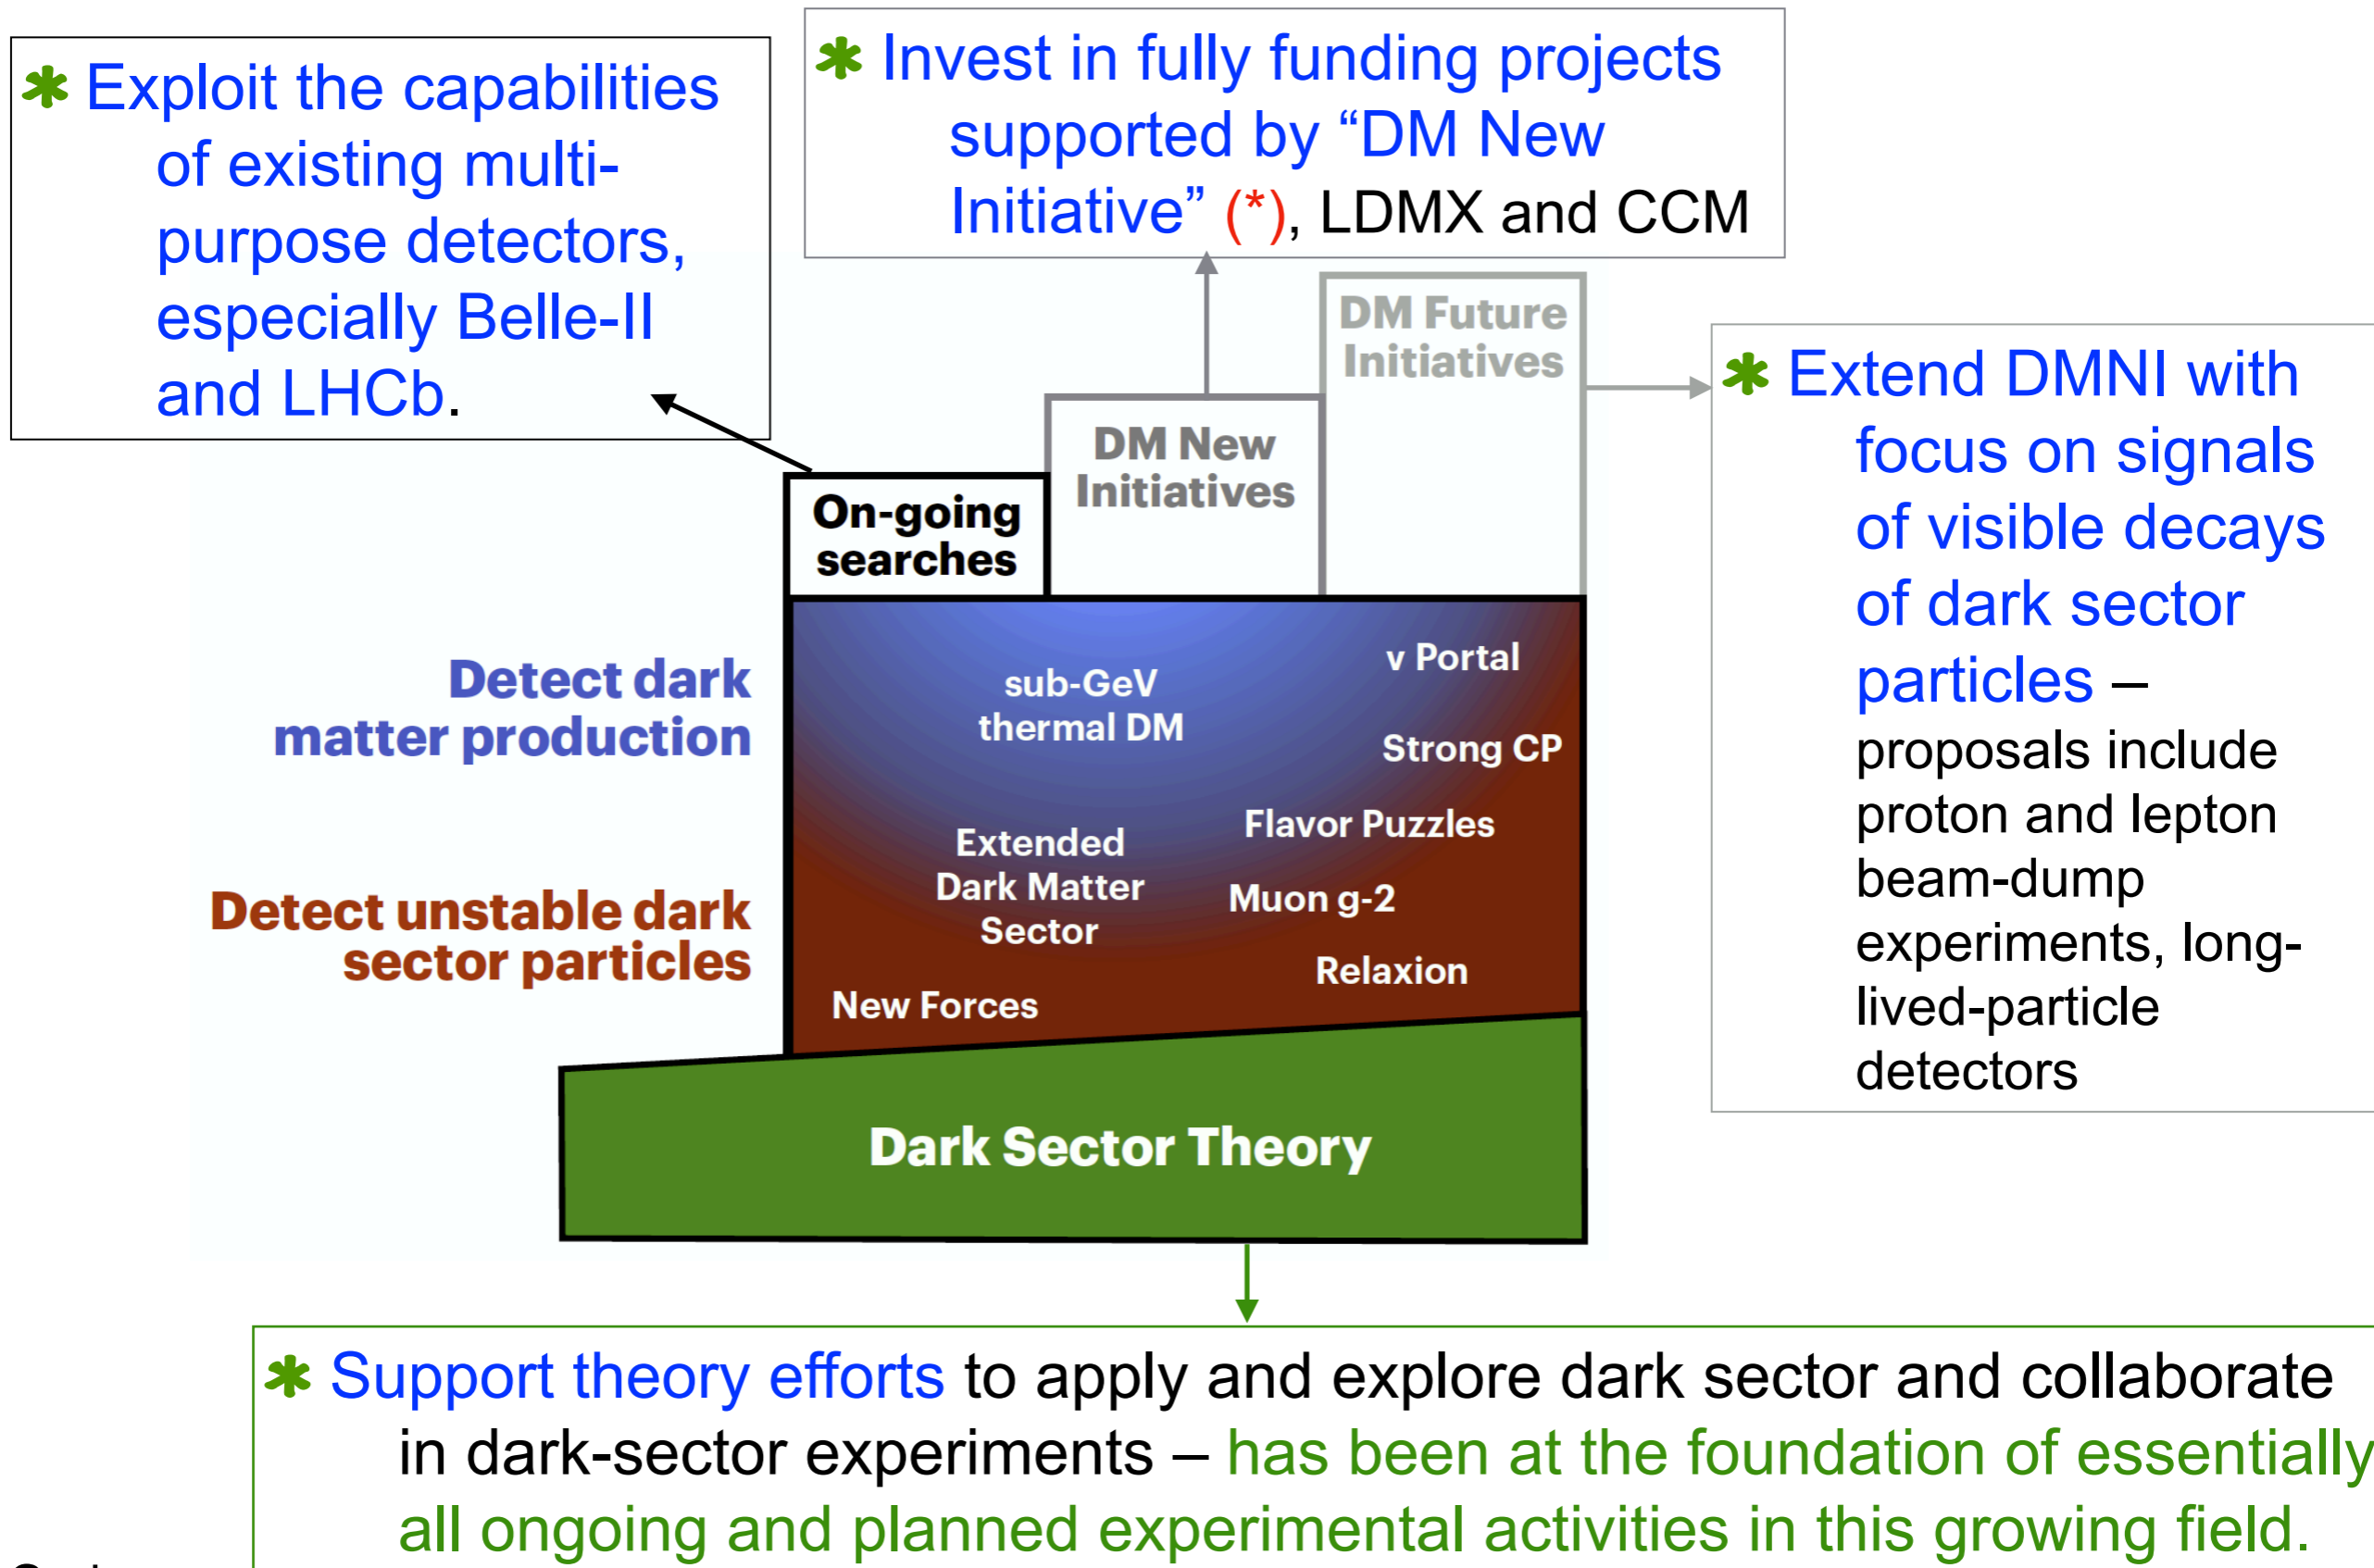 ✱ Exploit the capabilities
of existing multi-
purpose detectors,
especially Belle-II
and LHCb.
✱ Invest in fully funding projects
supported by “DM New
Initiative” (*), LDMX and CCM
DM Future
Initiatives
DM New
Initiatives
On-going
searches
✱ Extend DMNI with
focus on signals
of visible decays
of dark sector
particles –
proposals include
proton and lepton
beam-dump
experiments, long-
lived-particle
detectors
Detect dark
matter production
Detect unstable dark
sector particles
sub-GeV
thermal DM
ν Portal
Strong CP
Flavor Puzzles
Extended
Dark Matter
Sector
Muon g-2
Relaxion
New Forces
Dark Sector Theory
✱ Support theory efforts to apply and explore dark sector and collaborate
in dark-sector experiments – has been at the foundation of essentially
all ongoing and planned experimental activities in this growing field.